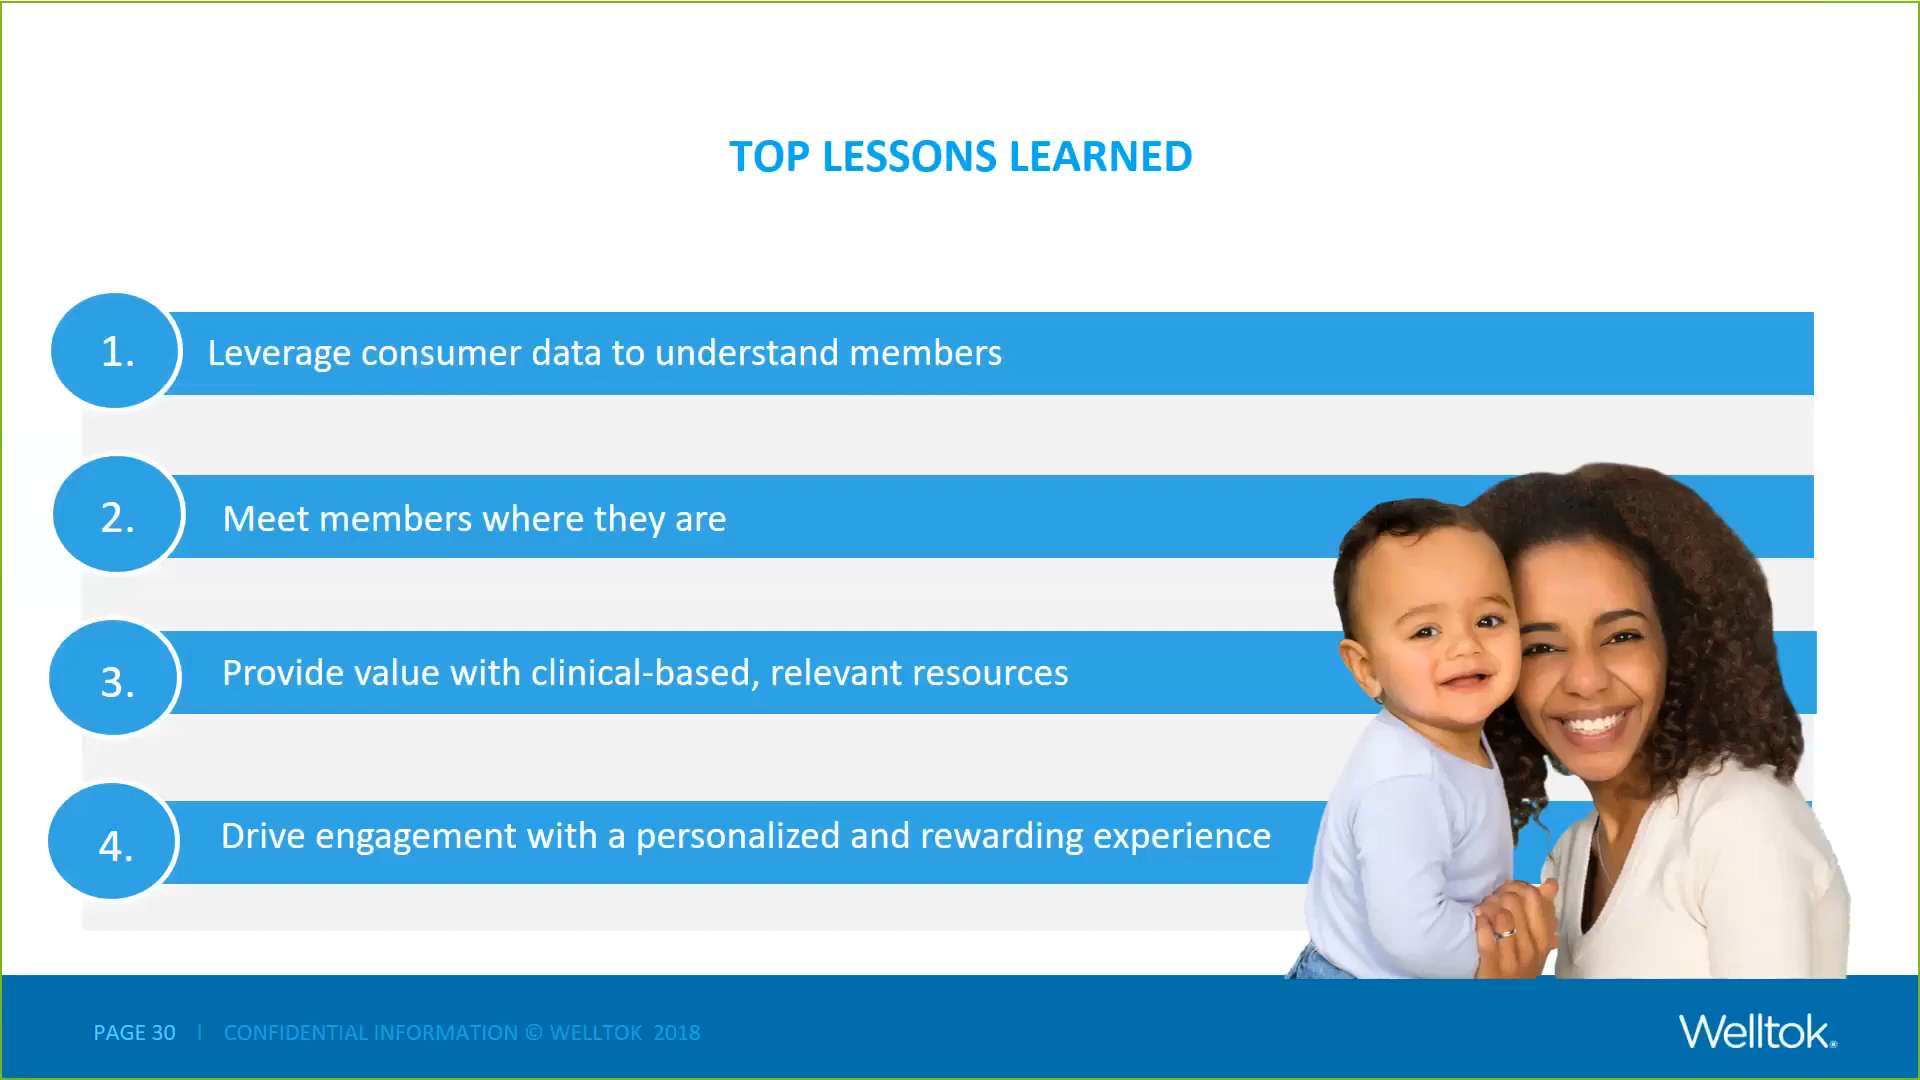 TOP LESSONS LEARNED
1. Leverage consumer data to understand members
2. Meet members where they are
3. Provide value with clinical-based, relevant resources
4. Drive engagement with a personalized and rewarding experience
PAGE 30 | CONFIDENTIAL INFORMATION © WELLTOK 2018
Welltok®